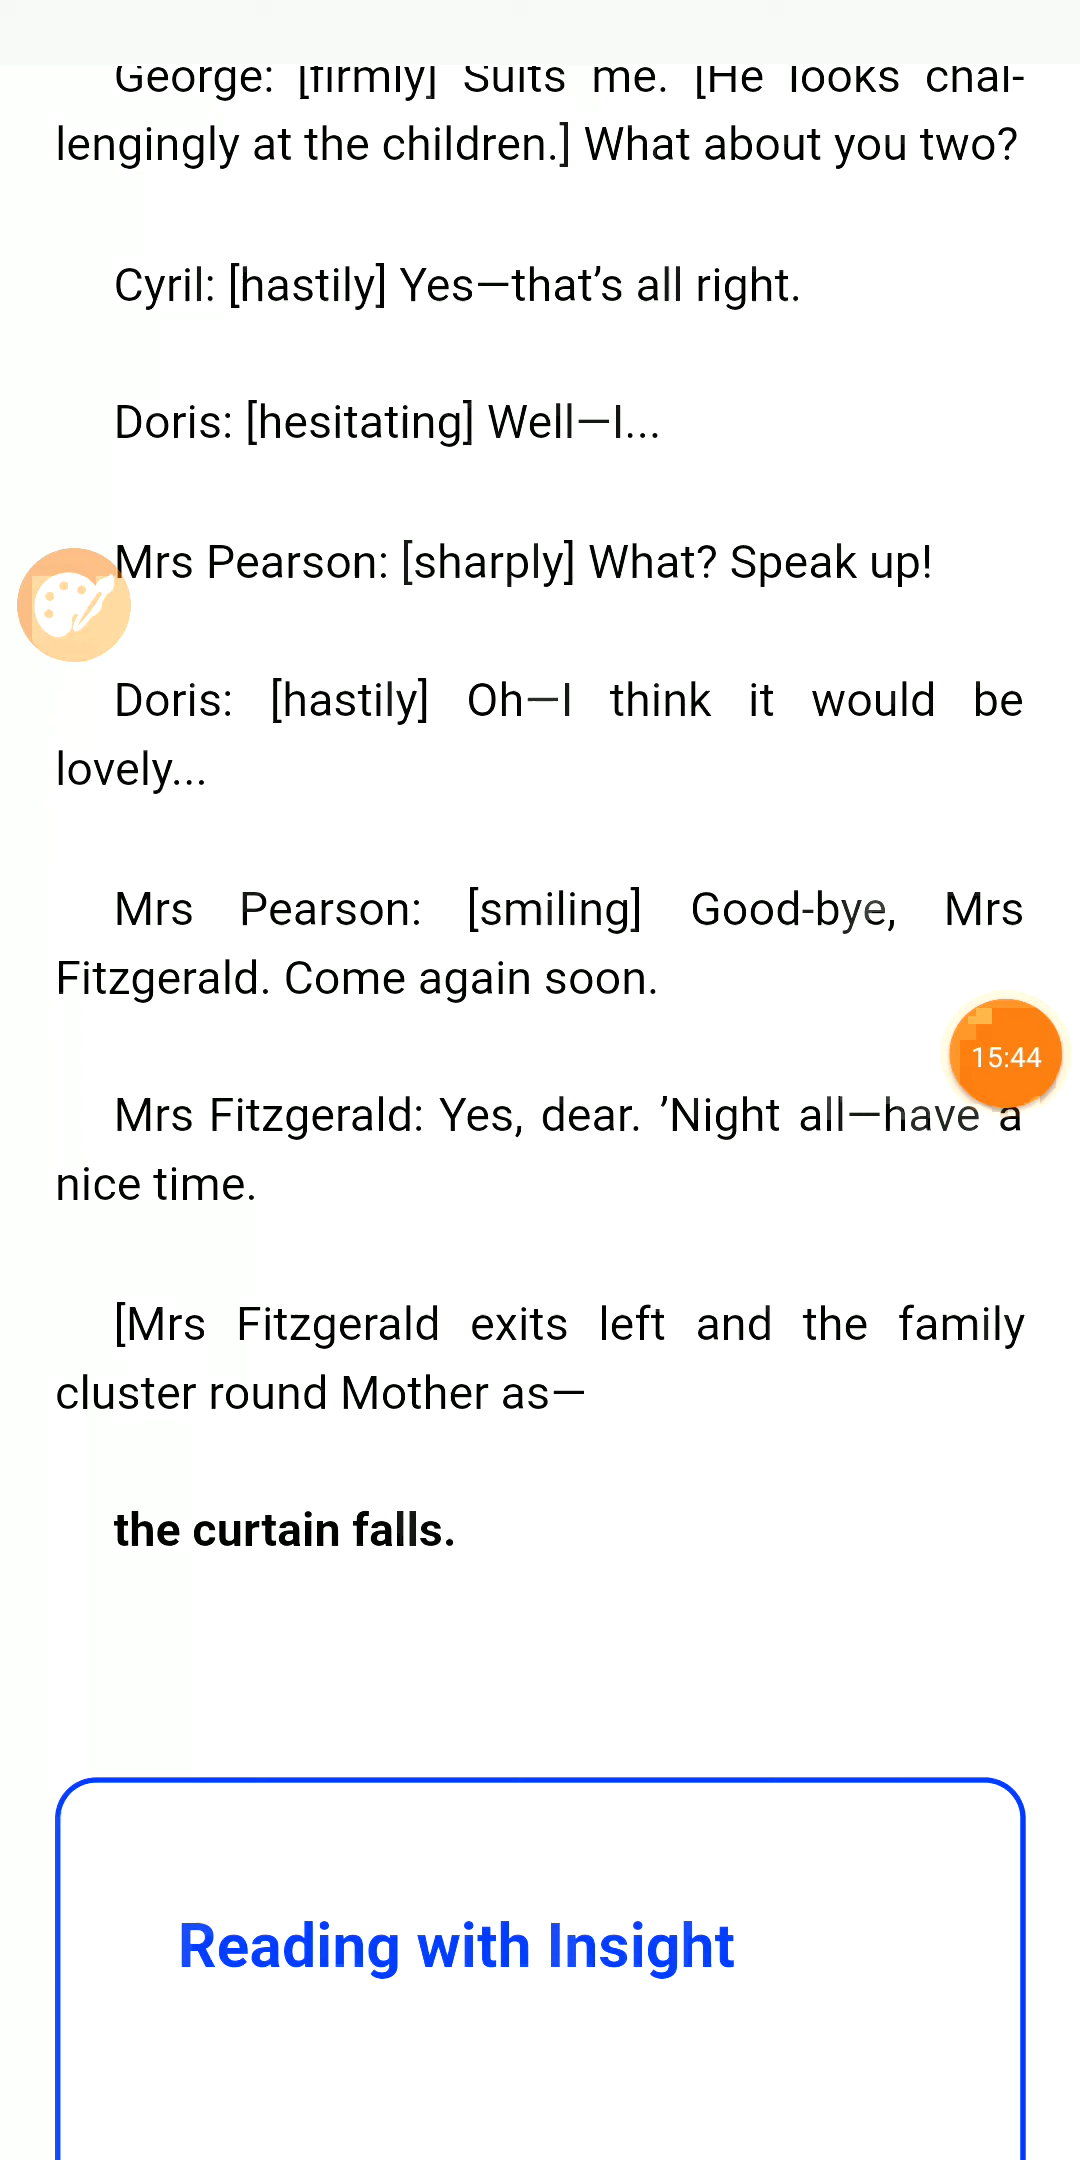 George: [firmly] Suits me. [He looks chal-
lengingly at the children.] What about you two?
Cyril: [hastily] Yes—that’s all right.
Doris: [hesitating] Well—I...
Mrs Pearson: [sharply] What? Speak up!
Doris: [hastily] Oh—I think it would be
lovely...
Mrs Pearson: [smiling] Good-bye, Mrs
Fitzgerald. Come again soon.
15:44
Mrs Fitzgerald: Yes, dear. ’Night all—have a
nice time.
[Mrs Fitzgerald exits left and the family
cluster round Mother as—
the curtain falls.
Reading with Insight